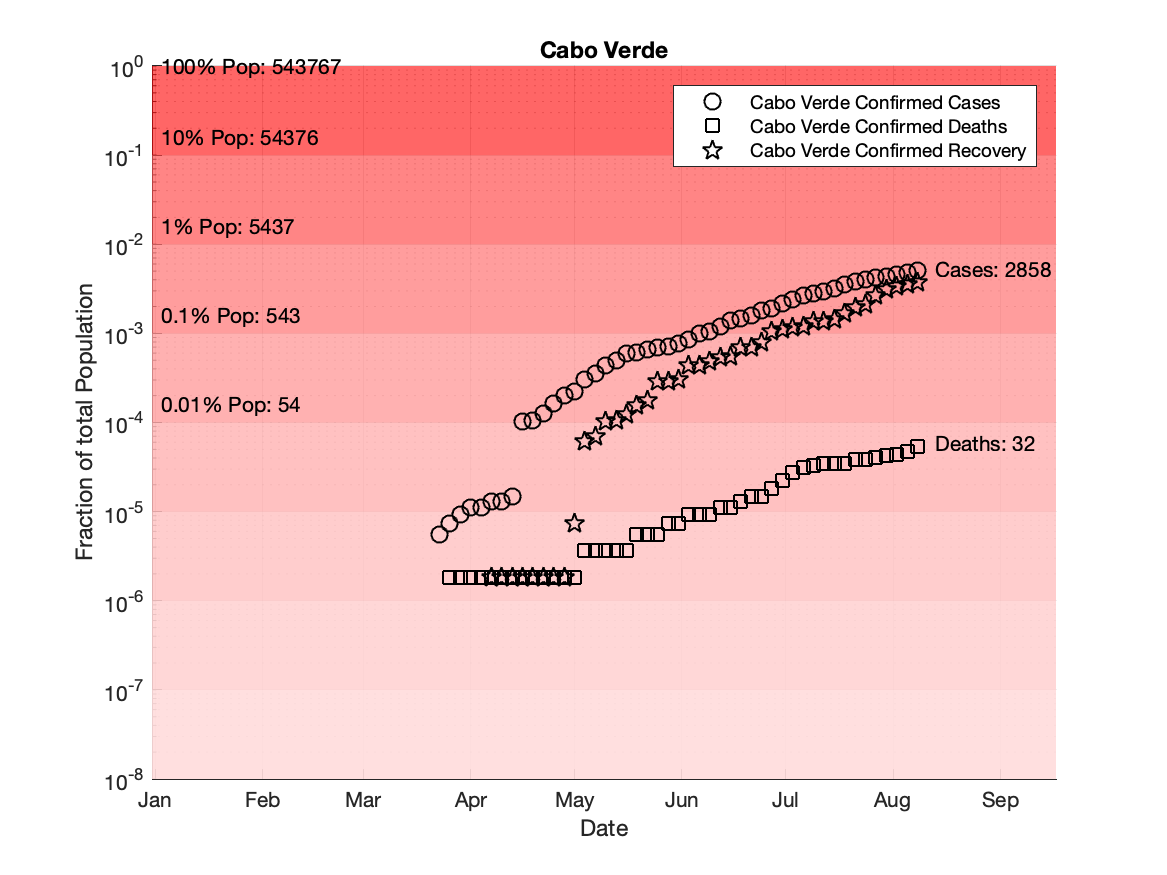 Cabo Verde
10^0
100% Pop: 543767
Cabo Verde Confirmed Cases
Cabo Verde Confirmed Deaths
Cabo Verde Confirmed Recovery
10% Pop: 54376
10^-1
1% Pop: 5437
10^-2
Cases: 2858
0.1% Pop: 543
10^-3
0.01% Pop: 54
10^-4
Deaths: 32
10^-5
10^-6
10^-7
10^-8
Fraction of total Population
Jan Feb Mar Apr May Jun Jul Aug Sep
Date